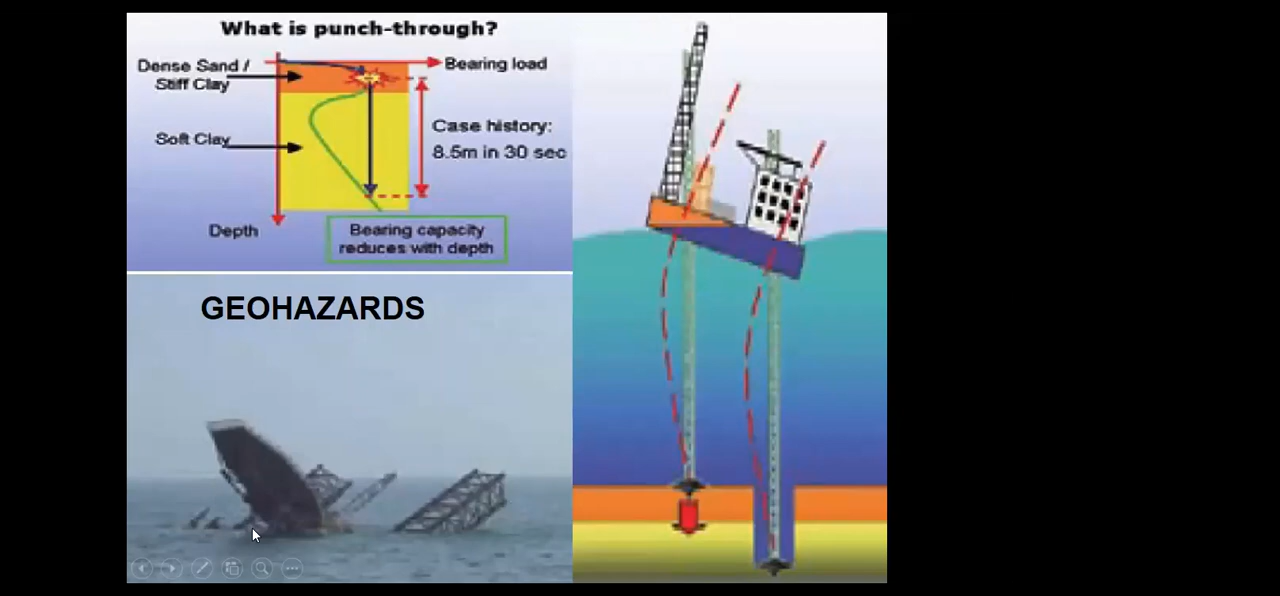 What is punch-through?
Dense Sand /
Stiff Clay
Bearing load
Soft Clay
Case history:
8.5m in 30 sec
Depth
Bearing capacity
reduces with depth
GEOHAZARDS